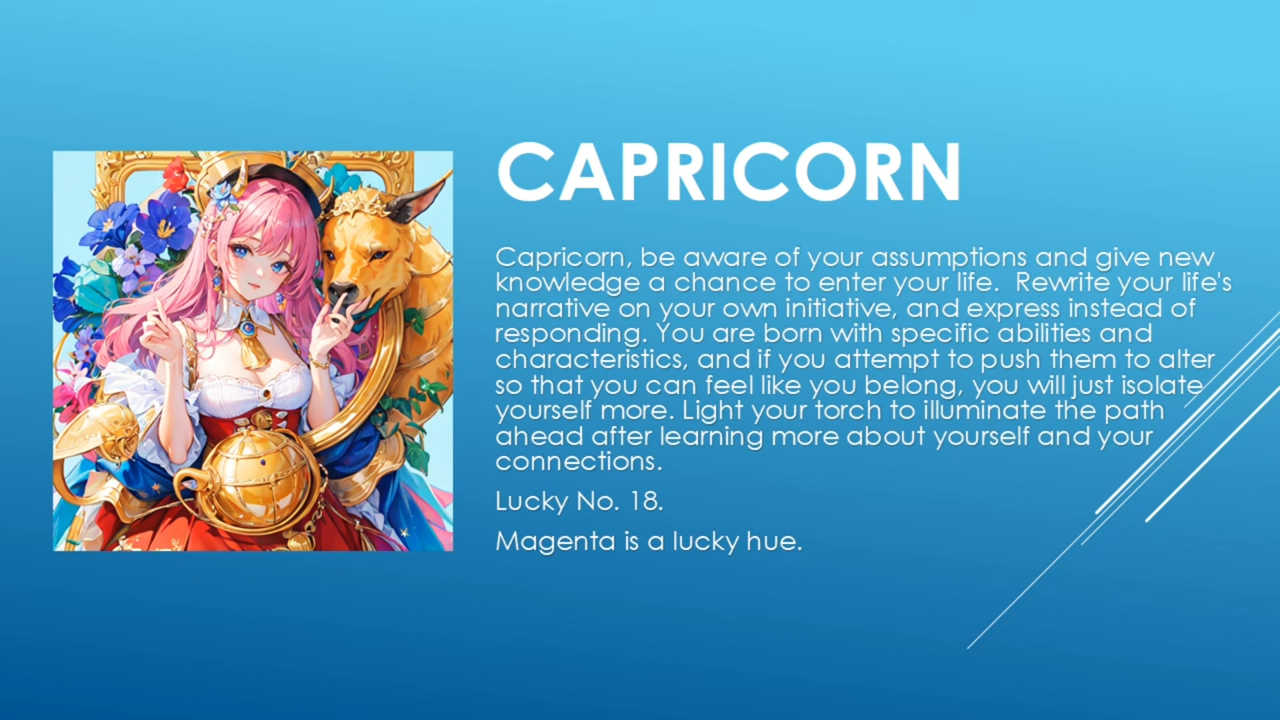 CAPRICORN
Capricorn, be aware of your assumptions and give new
knowledge a chance to enter your life.  Rewrite your life's
narrative on your own initiative, and express instead of
responding. You are born with specific abilities and
characteristics, and if you attempt to push them to alter
so that you can feel like you belong, you will just isolate
yourself more. Light your torch to illuminate the path
ahead after learning more about yourself and your
connections.
Lucky No. 18.
Magenta is a lucky hue.